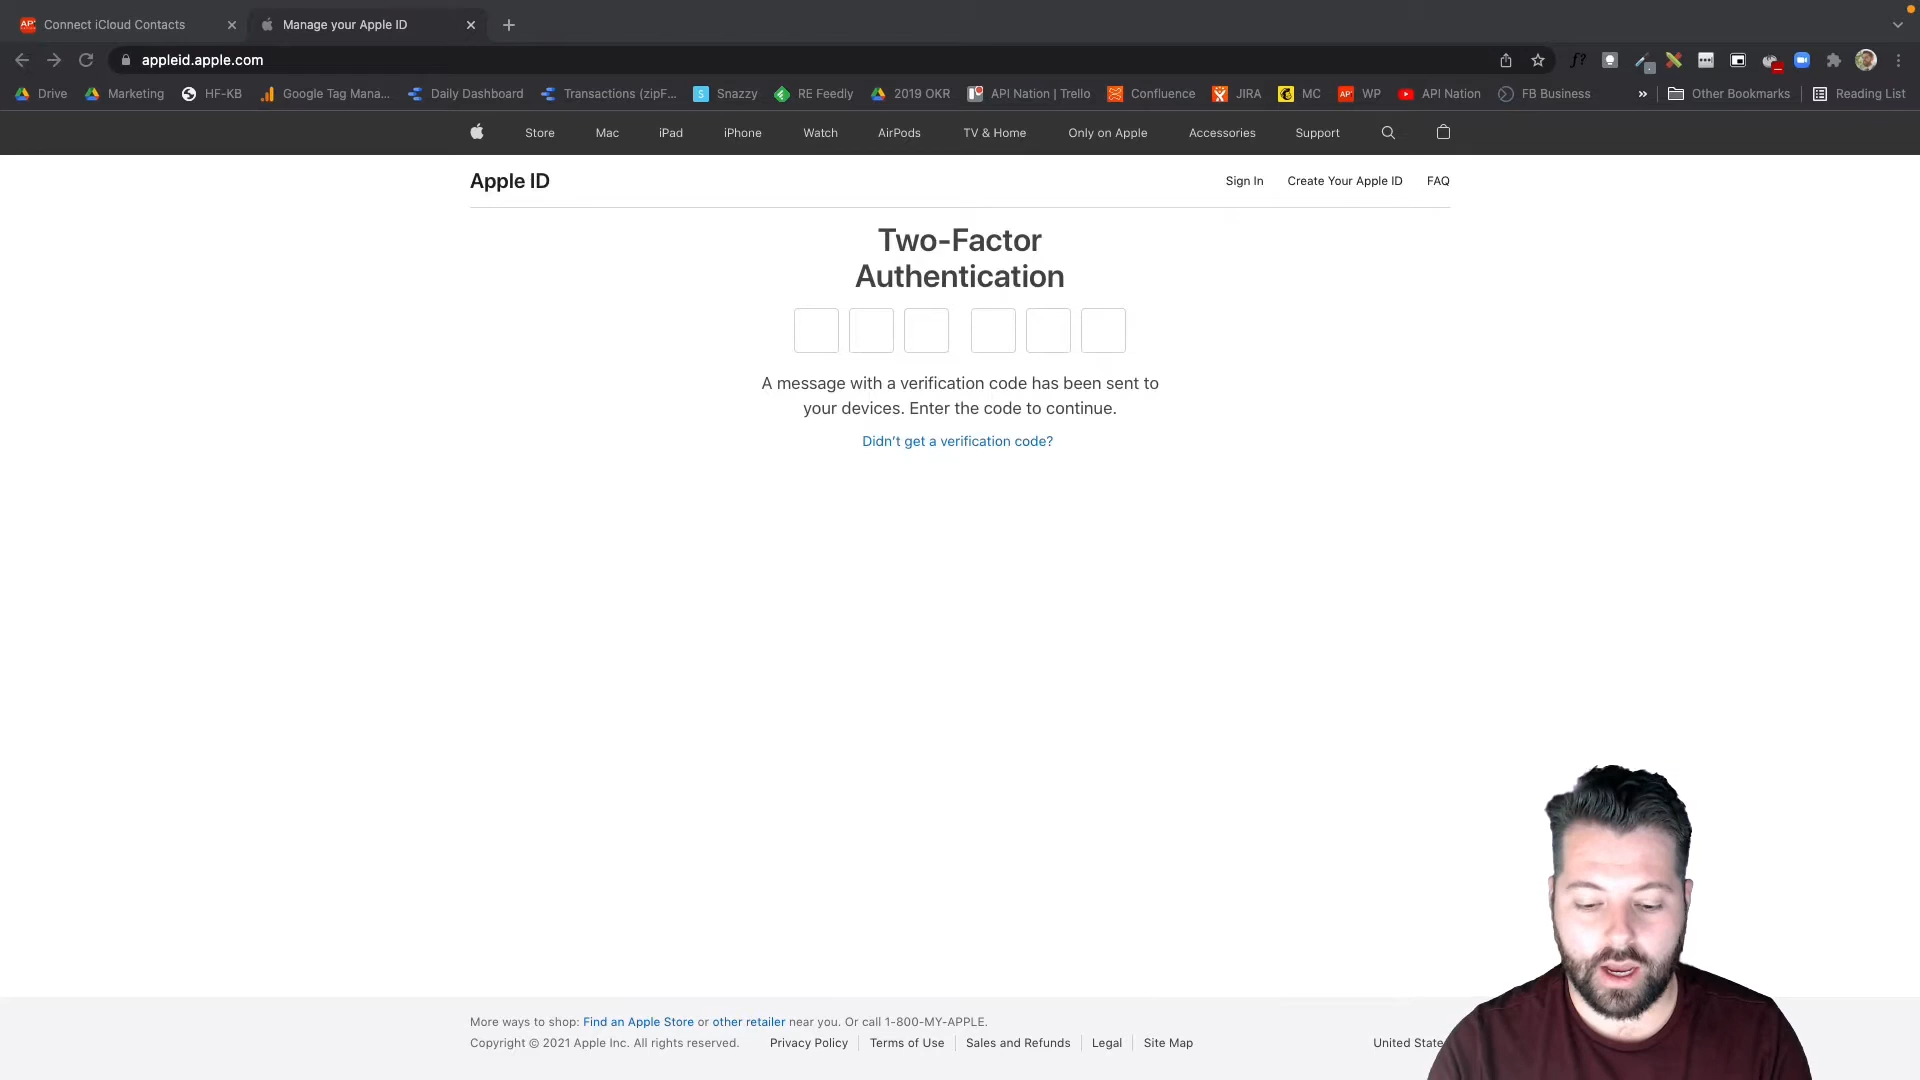 Connect iCloud Contacts
Manage your Apple ID
appleid.apple.com
Drive Marketing HF-KB Google Tag Mana... Daily Dashboard Transactions (zipF... Snazzy RE Feedly 2019 OKR API Nation | Trello Confluence JIRA MC WP API Nation FB Business » Other Bookmarks Reading List
Store Mac iPad iPhone Watch AirPods TV & Home Only on Apple Accessories Support
Apple ID Sign In Create Your Apple ID FAQ
Two-Factor
Authentication
A message with a verification code has been sent to
your devices. Enter the code to continue.
Didn't get a verification code?
More ways to shop: Find an Apple Store or other retailer near you. Or call 1-800-MY-APPLE.
Copyright © 2021 Apple Inc. All rights reserved. Privacy Policy Terms of Use Sales and Refunds Legal Site Map United State